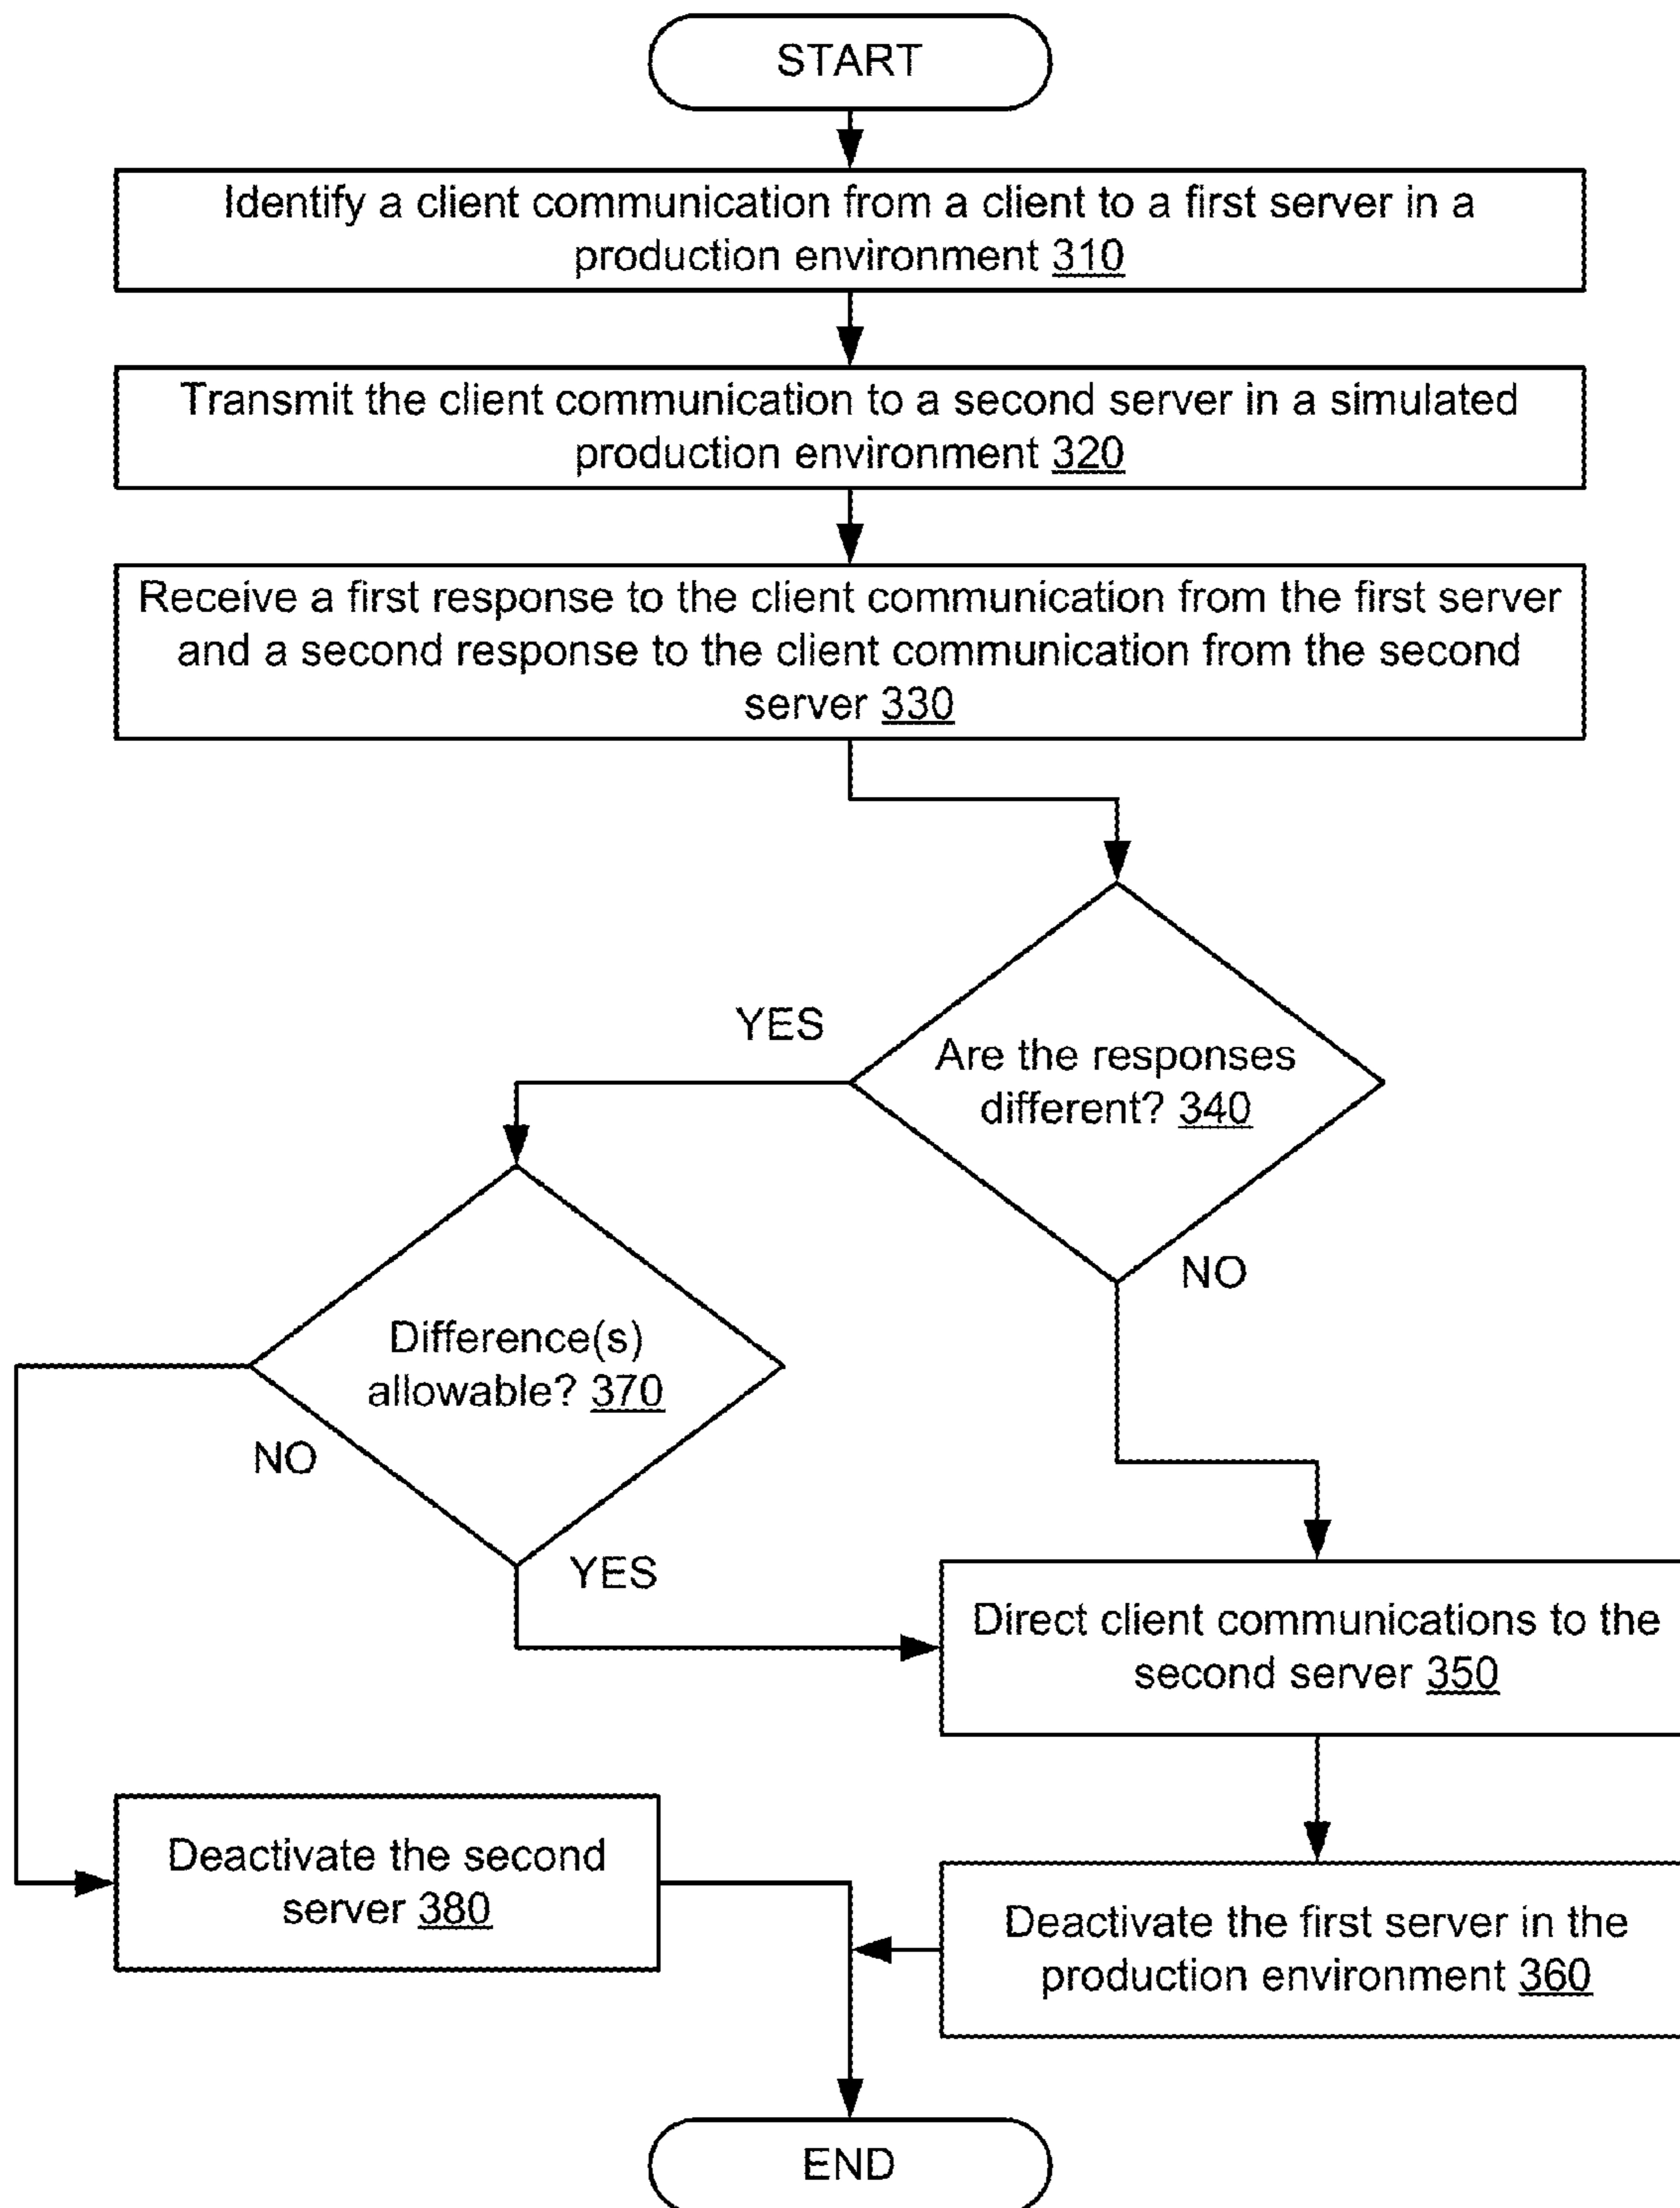 START
Identify a client communication from a client to a first server in a
production environment 310
Transmit the client communication to a second server in a simulated
production environment 320
Receive a first response to the client communication from the first server
and a second response to the client communication from the second
server 330
YES
Are the responses
different? 340
NO
Difference(s)
allowable? 370
NO
YES
Direct client communications to the
second server 350
Deactivate the second
server 380
Deactivate the first server in the
production environment 360
END